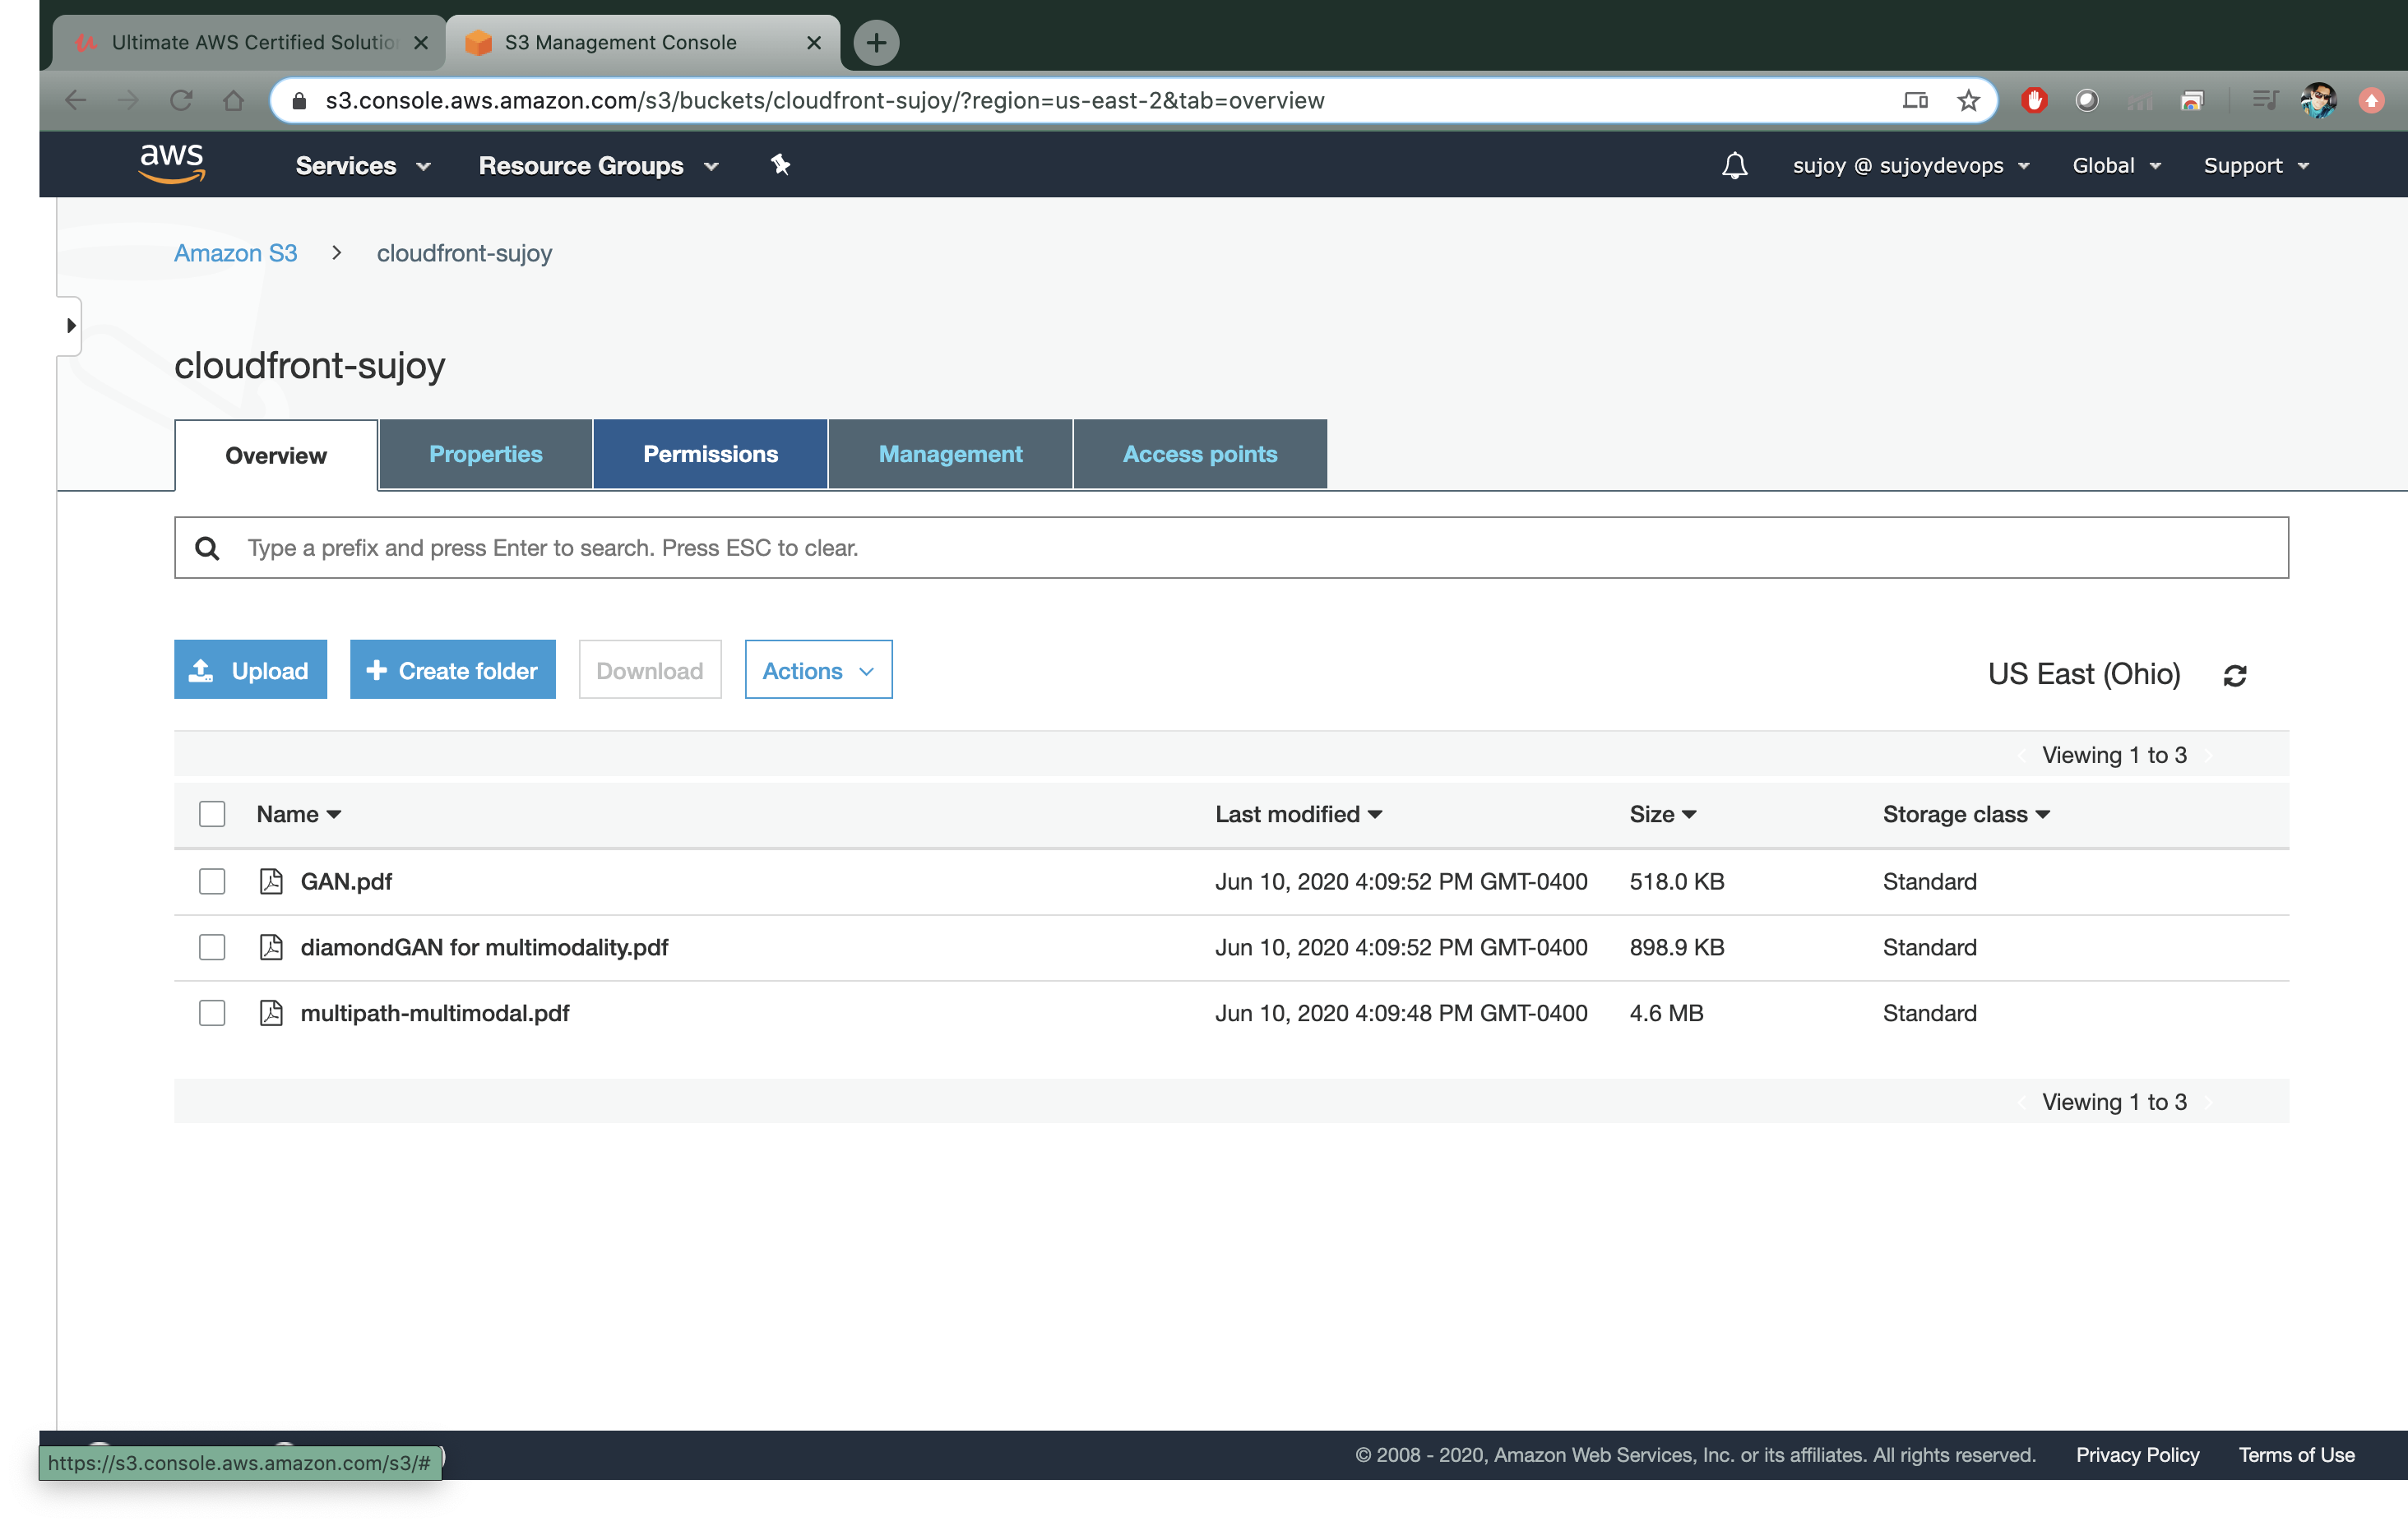 Ultimate AWS Certified Solutio
S3 Management Console
s3.console.aws.amazon.com/s3/buckets/cloudfront-sujoy/?region=us-east-2&tab=overview
aws Services Resource Groups sujoy @ sujoydevops Global Support
Amazon S3 > cloudfront-sujoy
cloudfront-sujoy
Overview Properties Permissions Management Access points
Type a prefix and press Enter to search. Press ESC to clear.
Upload + Create folder Download Actions US East (Ohio)
Viewing 1 to 3
Name Last modified Size Storage class
GAN.pdf Jun 10, 2020 4:09:52 PM GMT-0400 518.0 KB Standard
diamondGAN for multimodality.pdf Jun 10, 2020 4:09:52 PM GMT-0400 898.9 KB Standard
multipath-multimodal.pdf Jun 10, 2020 4:09:48 PM GMT-0400 4.6 MB Standard
Viewing 1 to 3
© 2008 - 2020, Amazon Web Services, Inc. or its affiliates. All rights reserved. Privacy Policy Terms of Use
https://s3.console.aws.amazon.com/s3/#